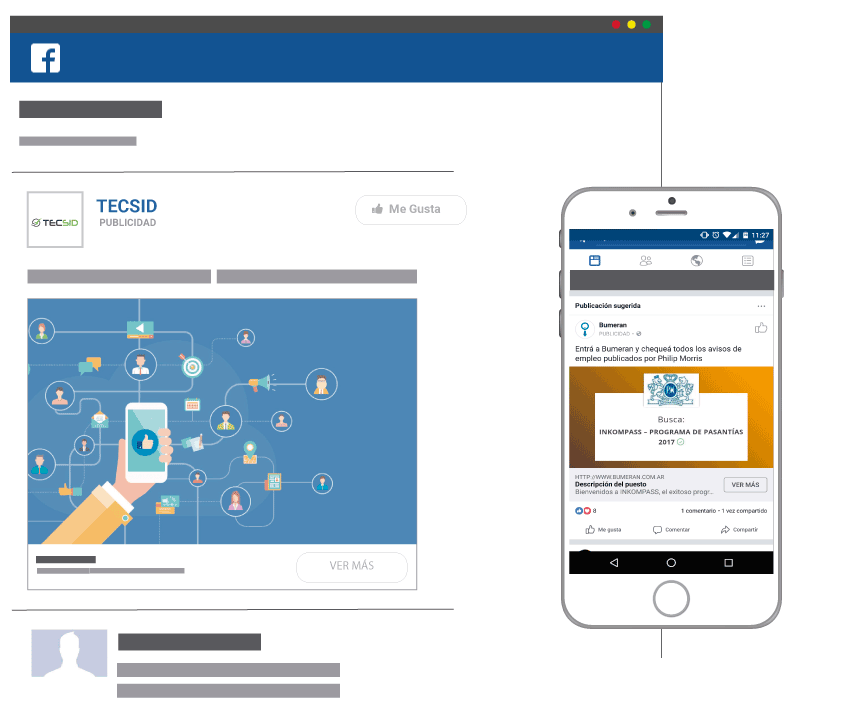 TECSID
TECSID
PUBLICIDAD
Me Gusta
VER MÁS
11:27
Publicación sugerida
Bumeran
PUBLICIDAD
Entrá a Bumeran y chequeá todos los avisos de
empleo publicados por Philip Morris
Busca:
INKOMPASS – PROGRAMA DE PASANTÍAS
2017
HTTP://WWW.BUMERAN.COM.AR
Descripción del puesto
Bienvenidos a INKOMPASS, el exitoso progr...
VER MÁS
8
1 comentario • 1 vez compartido
Me gusta
Comentar
Compartir